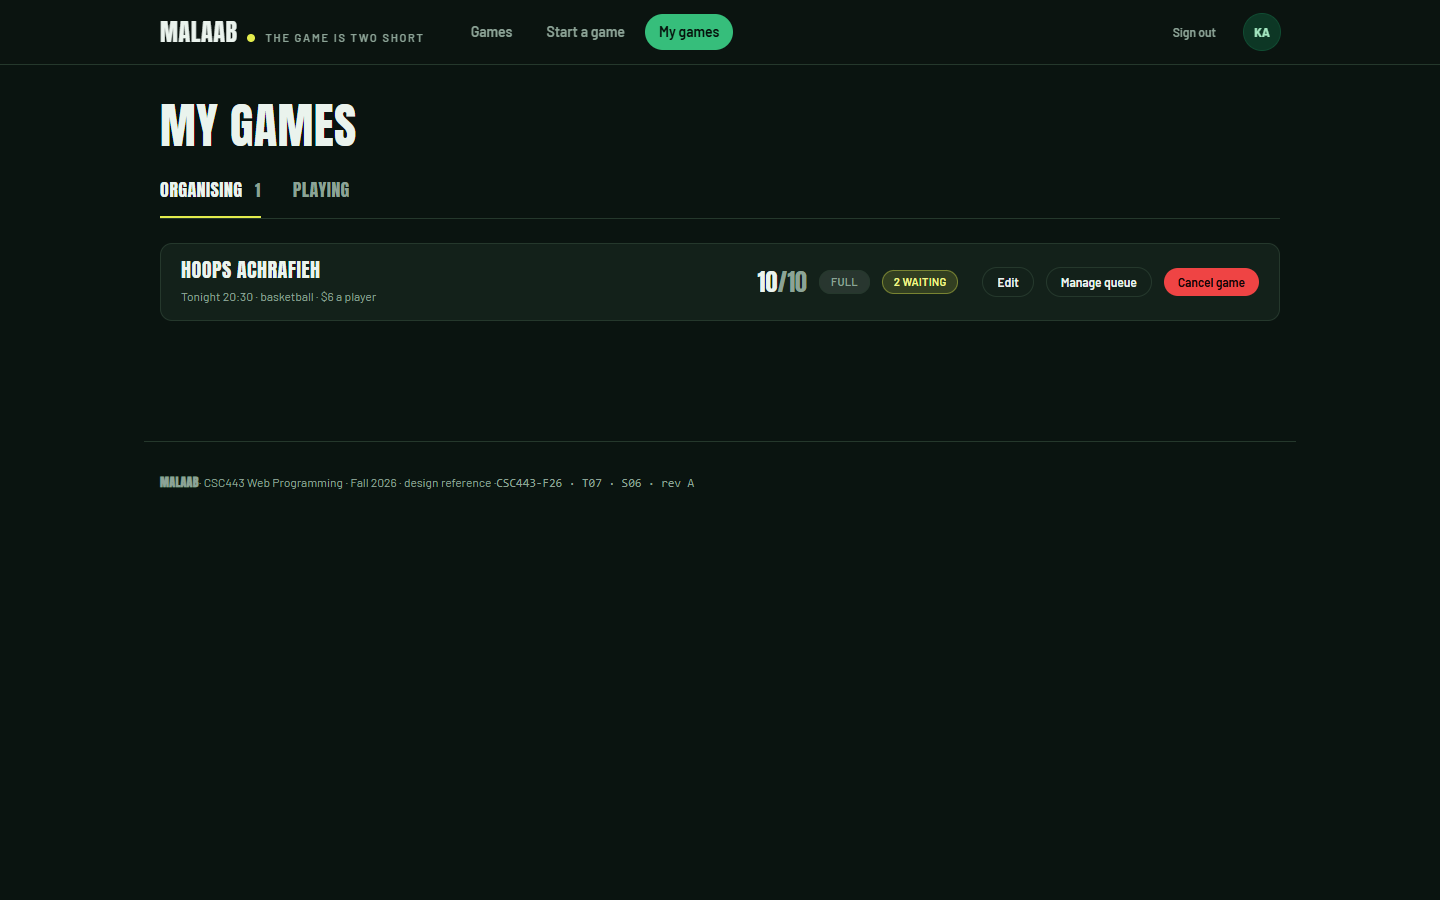 MALAAB THE GAME IS TWO SHORT Games Start a game My games Sign out KA
MY GAMES
ORGANISING 1 PLAYING
HOOPS ACHRAFIEH
Tonight 20:30 · basketball · $6 a player
10/10 FULL 2 WAITING Edit Manage queue Cancel game
MALAAB · CSC443 Web Programming · Fall 2026 · design reference · CSC443-F26 · T07 · S06 · rev A